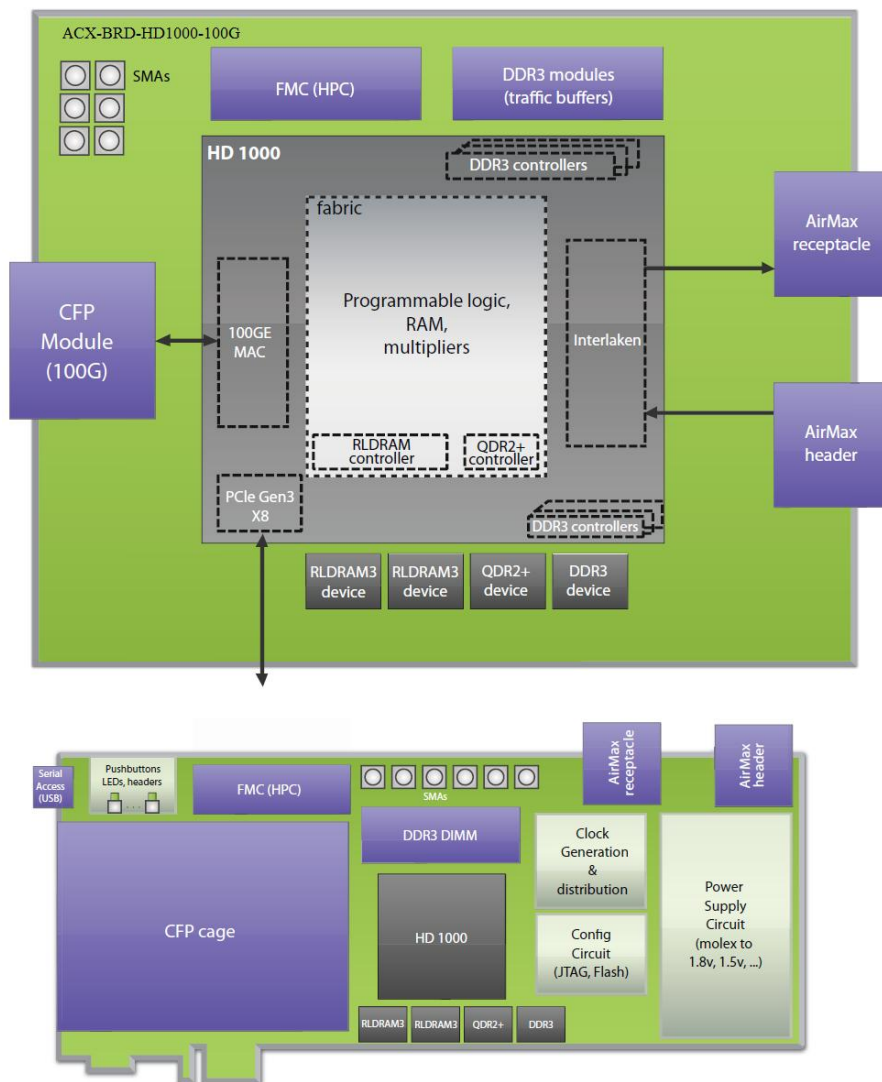 ACX-BRD-HD1000-100G
SMAs
FMC (HPC)
DDR3 modules
(traffic buffers)
HD 1000
DDR3 controllers
fabric
AirMax
receptacle
CFP
Module
(100G)
100GE
MAC
Programmable logic,
RAM,
multipliers
Interlaken
AirMax
header
RLDRAM
controller
QDR2+
controller
PCIe Gen3
X8
DDR3 controllers
RLDRAM3
device
RLDRAM3
device
QDR2+
device
DDR3
device
Serial
Access
(USB)
Pushbuttons
LEDs, headers
...
FMC (HPC)
SMAs
AirMax
receptacle
AirMax
header
DDR3 DIMM
Clock
Generation
&
distribution
CFP cage
HD 1000
Config
Circuit
(JTAG, Flash)
Power
Supply
Circuit
(molex to
1.8v, 1.5v, ...)
RLDRAM3
RLDRAM3
QDR2+
DDR3